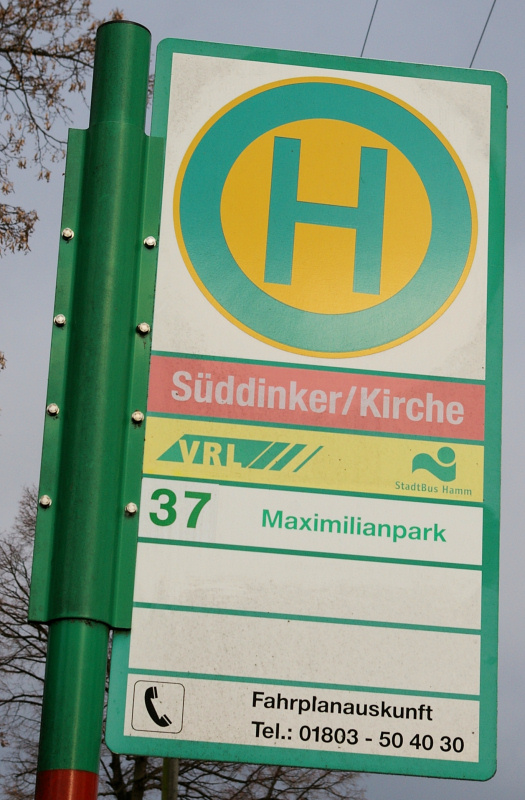 H
Süddinker/Kirche
VRL
StadtBus Hamm
37 Maximilianpark
Fahrplanauskunft
Tel.: 01803 - 50 40 30